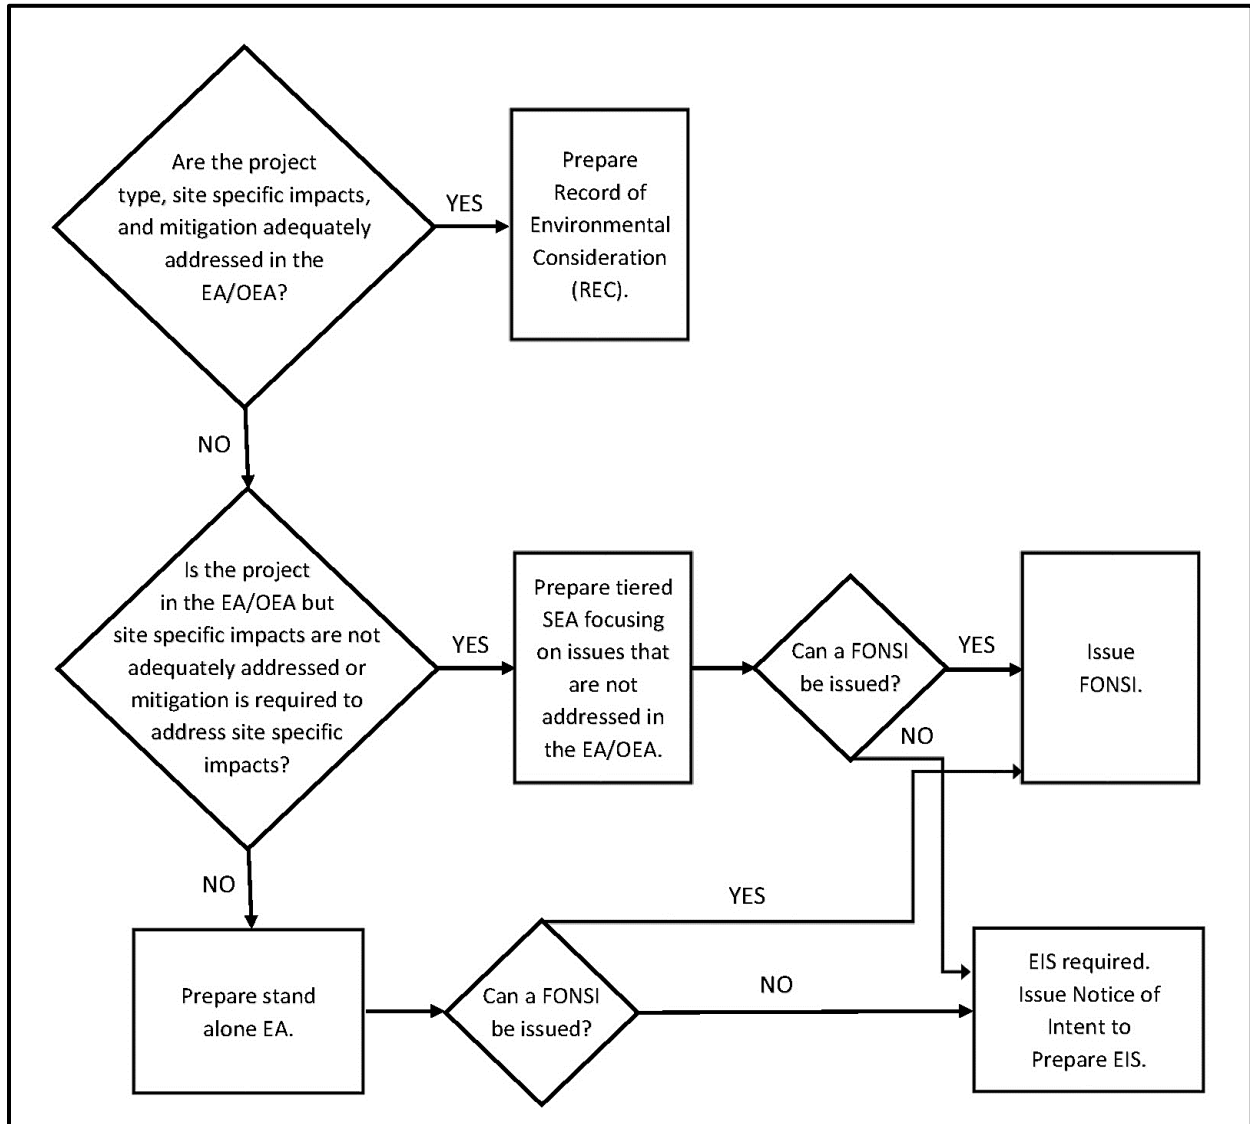 Are the project
type, site specific impacts,
and mitigation adequately
addressed in the
EA/OEA?
YES
Prepare
Record of
Environmental
Consideration
(REC).
NO
Is the project
in the EA/OEA but
site specific impacts are not
adequately addressed or
mitigation is required to
address site specific
impacts?
YES
Prepare tiered
SEA focusing
on issues that
are not
addressed in
the EA/OEA.
Can a FONSI
be issued?
YES
Issue
FONSI.
NO
NO
Prepare stand
alone EA.
Can a FONSI
be issued?
YES
NO
EIS required.
Issue Notice of
Intent to
Prepare EIS.